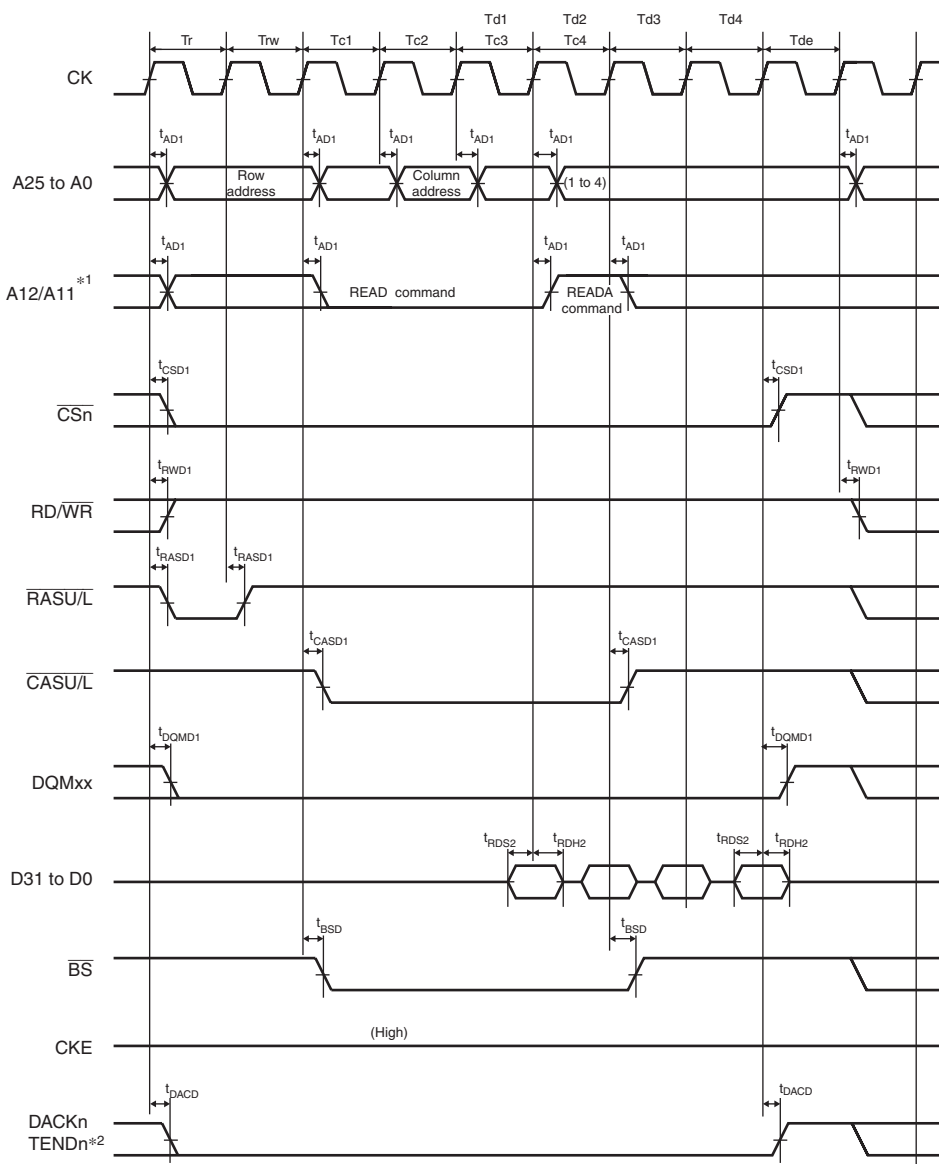 Td1 Td2 Td3 Td4
Tr Trw Tc1 Tc2 Tc3 Tc4 Tde
CK
tAD1 tAD1 tAD1 tAD1 tAD1 tAD1
A25 to A0 Row address Column address (1 to 4)
tAD1 tAD1 tAD1 tAD1
A12/A11 *1 READ command READA command
tCSD1 tCSD1
CSn
tRWD1 tRWD1
RD/WR
tRASD1 tRASD1
RASU/L
tCASD1 tCASD1
CASU/L
tDQMD1 tDQMD1
DQMxx
tRDS2 tRDH2 tRDS2 tRDH2
D31 to D0
tBSD tBSD
BS
(High)
CKE
tDACD tDACD
DACKn
TENDn*2